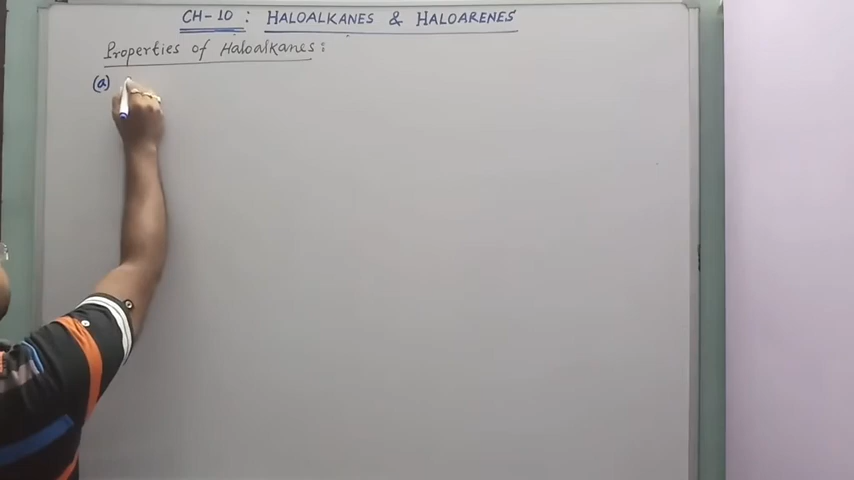 CH-10 : HALOALKANES & HALOARENES
Properties of Haloalkanes :
(a)